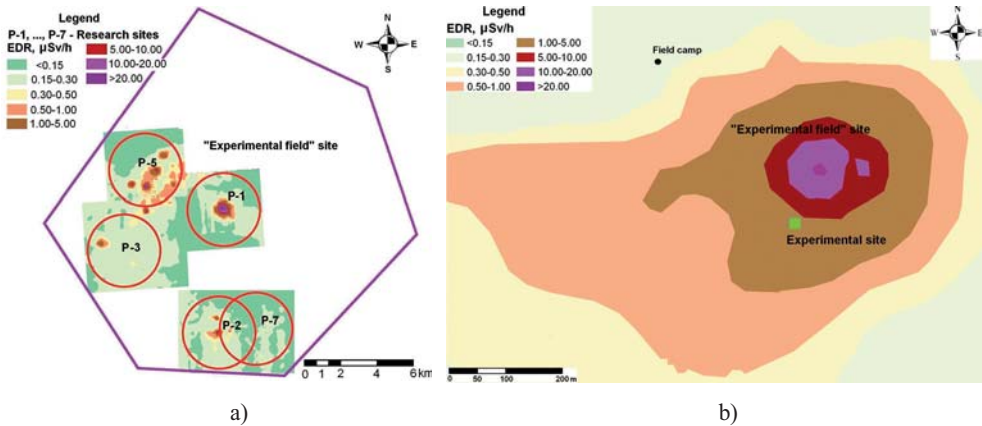 Legend
P-1, ..., P-7 - Research sites
EDR, µSv/h
<0.15
0.15-0.30
0.30-0.50
0.50-1.00
1.00-5.00
5.00-10.00
10.00-20.00
>20.00
N
W E
S
"Experimental field" site
P-5
P-1
P-3
P-2
P-7
0 1 2 4 6 km
a)
Legend
EDR, µSv/h
<0.15
0.15-0.30
0.30-0.50
0.50-1.00
1.00-5.00
5.00-10.00
10.00-20.00
>20.00
Field camp
N
W E
S
"Experimental field" site
Experimental site
0 50 100 200 m
b)